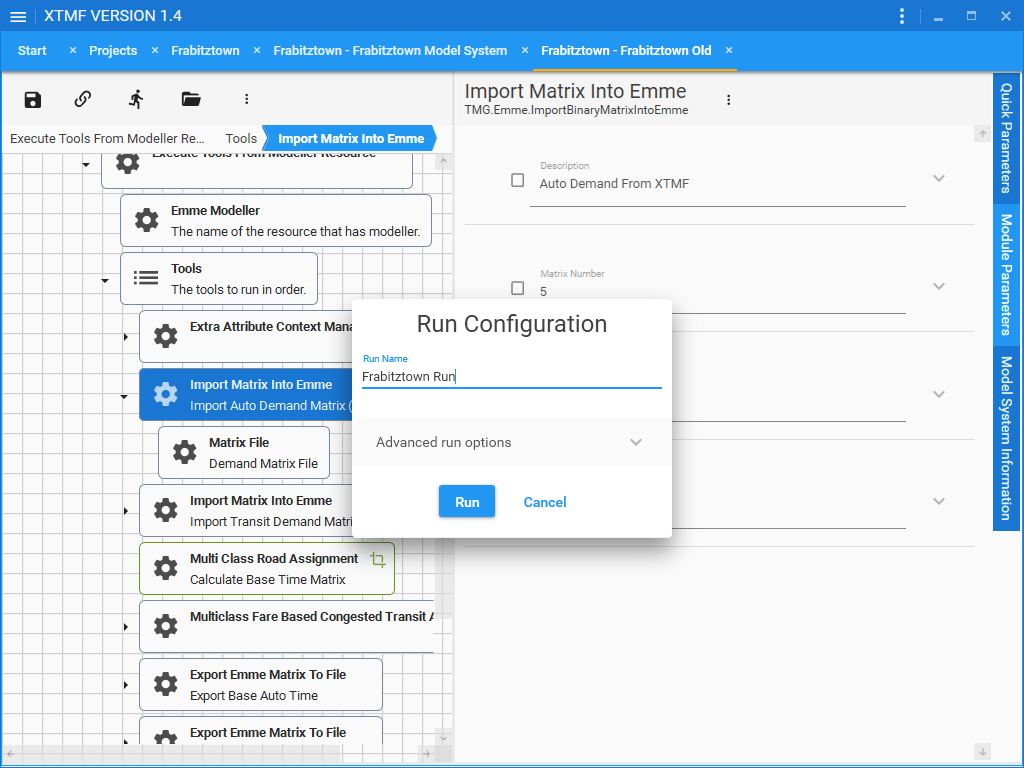 XTMF VERSION 1.4
Start
Projects
Frabitztown
Frabitztown - Frabitztown Model System
Frabitztown - Frabitztown Old
Execute Tools From Modeller Re...
Tools
Import Matrix Into Emme
Execute Tools From Modeller Resource
Emme Modeller
The name of the resource that has modeller.
Tools
The tools to run in order.
Extra Attribute Context Mana
Import Matrix Into Emme
Import Auto Demand Matrix (
Matrix File
Demand Matrix File
Import Matrix Into Emme
Import Transit Demand Matri
Multi Class Road Assignment
Calculate Base Time Matrix
Multiclass Fare Based Congested Transit A
Export Emme Matrix To File
Export Base Auto Time
Export Emme Matrix To File
Import Matrix Into Emme
TMG.Emme.ImportBinaryMatrixIntoEmme
Description
Auto Demand From XTMF
Matrix Number
5
Run Configuration
Run Name
Frabitztown Run
Advanced run options
Run
Cancel
Quick Parameters
Module Parameters
Model System Information